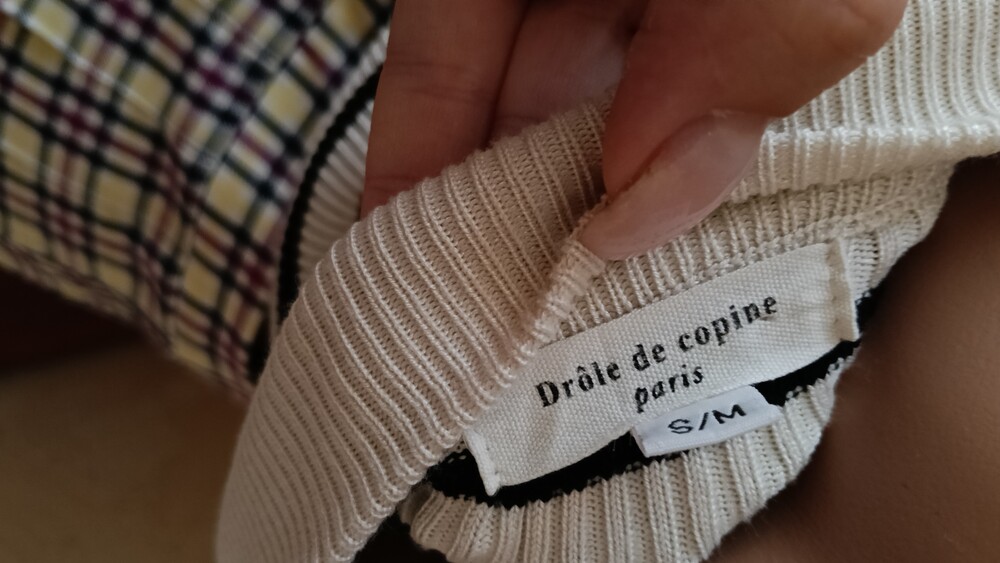 Drôle de copine
paris
S/M